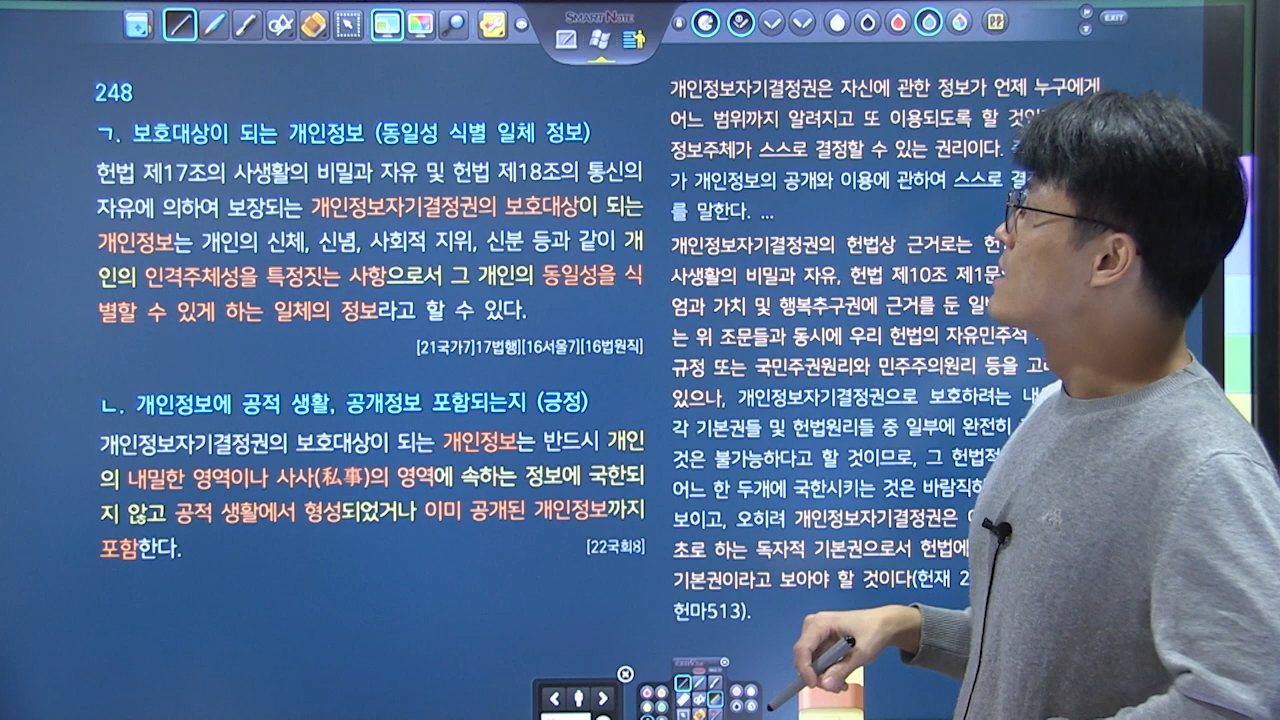 SMART NOTE
EXIT
248
ㄱ. 보호대상이 되는 개인정보 (동일성 식별 일체 정보)
헌법 제17조의 사생활의 비밀과 자유 및 헌법 제18조의 통신의
자유에 의하여 보장되는 개인정보자기결정권의 보호대상이 되는
개인정보는 개인의 신체, 신념, 사회적 지위, 신분 등과 같이 개
인의 인격주체성을 특정짓는 사항으로서 그 개인의 동일성을 식
별할 수 있게 하는 일체의 정보라고 할 수 있다.
[21국가7]17법행][16서울7][16법원직]
ㄴ. 개인정보에 공적 생활, 공개정보 포함되는지 (긍정)
개인정보자기결정권의 보호대상이 되는 개인정보는 반드시 개인
의 내밀한 영역이나 사사(私事)의 영역에 속하는 정보에 국한되
지 않고 공적 생활에서 형성되었거나 이미 공개된 개인정보까지
포함한다.
[22국회8]
개인정보자기결정권은 자신에 관한 정보가 언제 누구에게
어느 범위까지 알려지고 또 이용되도록 할 것인
정보주체가 스스로 결정할 수 있는 권리이다.
가 개인정보의 공개와 이용에 관하여 스스로
를 말한다. ...
개인정보자기결정권의 헌법상 근거로는
사생활의 비밀과 자유, 헌법 제10조 제1문
엄과 가치 및 행복추구권에 근거를 둔
는 위 조문들과 동시에 우리 헌법의 자유민주적
규정 또는 국민주권원리와 민주주의원리 등을
있으나, 개인정보자기결정권으로 보호하려는
각 기본권들 및 헌법원리들 중 일부에 완전히
것은 불가능하다고 할 것이므로, 그 헌법적
어느 한 두개에 국한시키는 것은 바람직하
보이고, 오히려 개인정보자기결정권은
초로 하는 독자적 기본권으로서 헌법에
기본권이라고 보아야 할 것이다(헌재
헌마513).